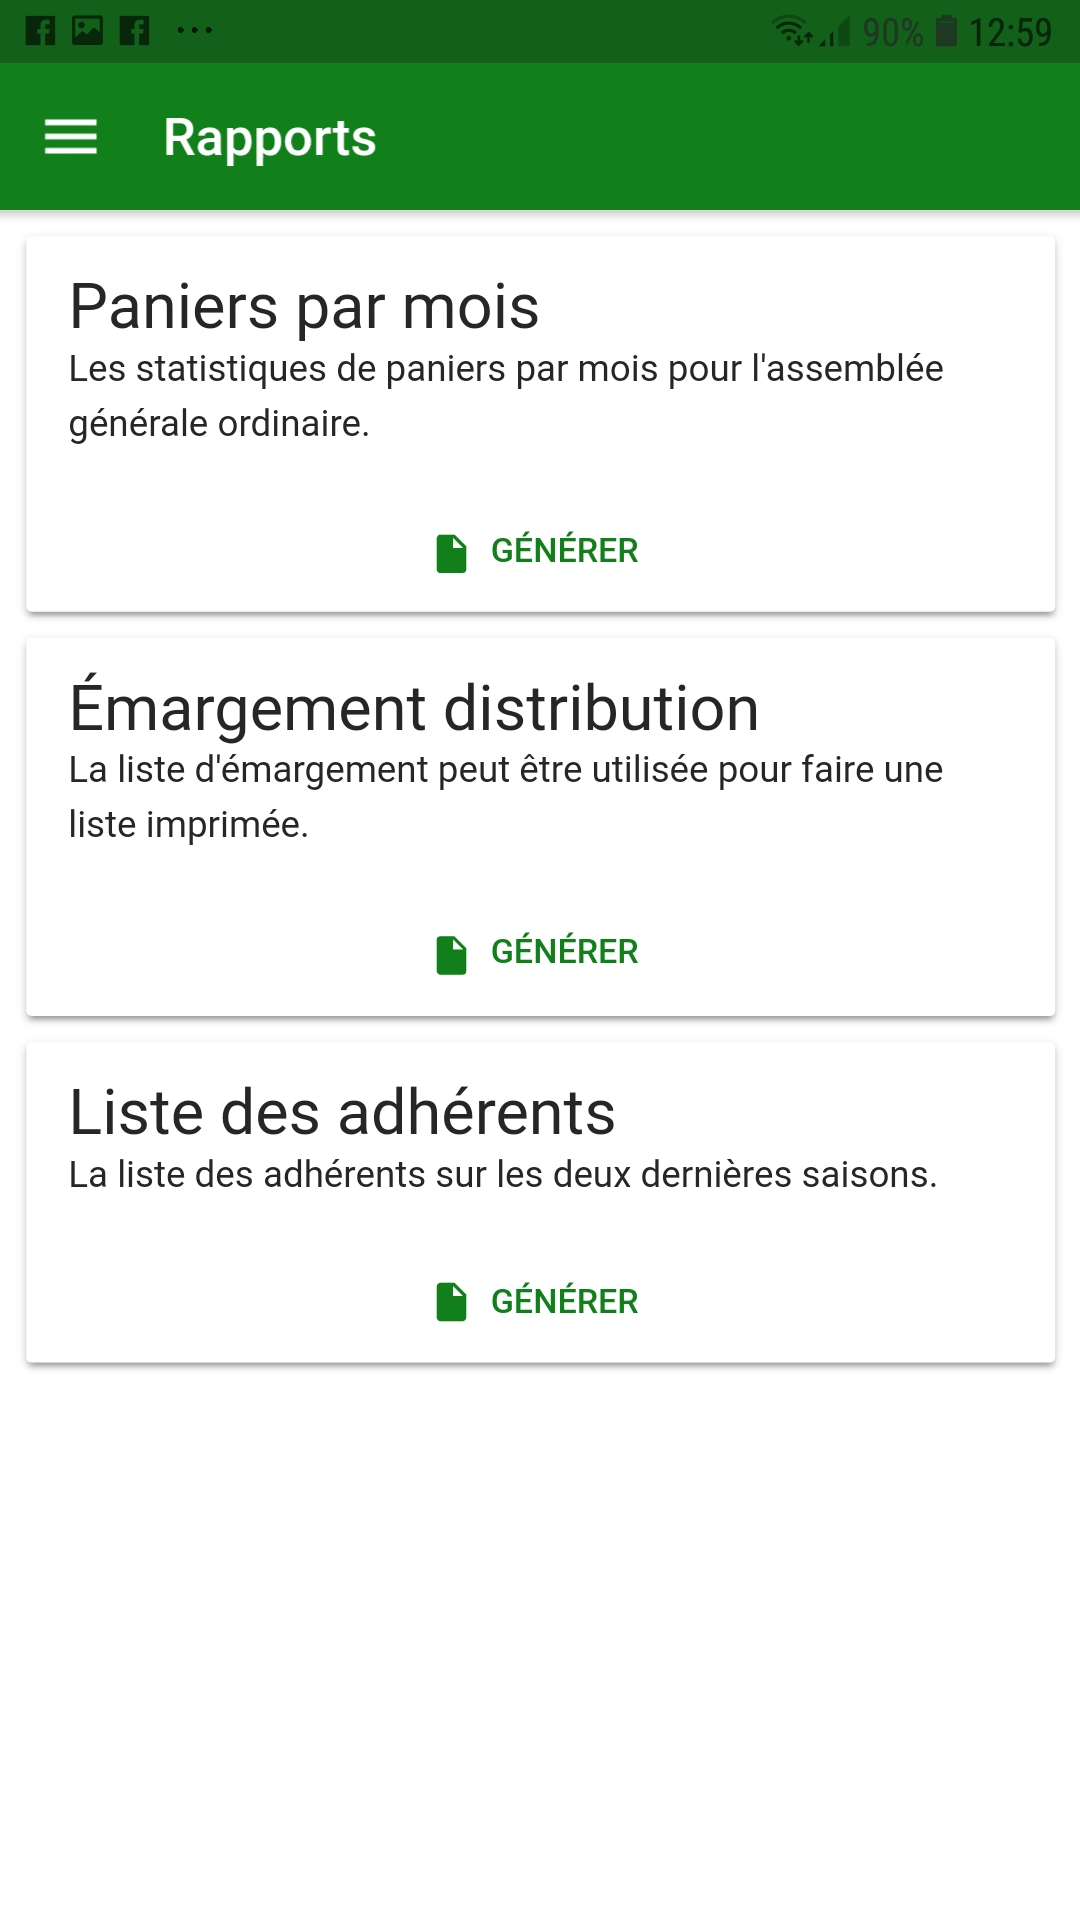 90% 12:59
Rapports
Paniers par mois
Les statistiques de paniers par mois pour l'assemblée
générale ordinaire.
GÉNÉRER
Émargement distribution
La liste d'émargement peut être utilisée pour faire une
liste imprimée.
GÉNÉRER
Liste des adhérents
La liste des adhérents sur les deux dernières saisons.
GÉNÉRER